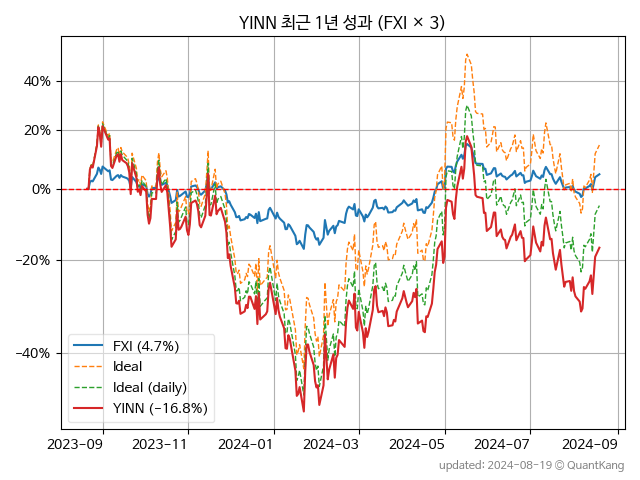 YINN 최근 1년 성과 (FXI × 3)
40%
20%
0%
−20%
−40%
FXI (4.7%)
Ideal
Ideal (daily)
YINN (−16.8%)
2023−09
2023−11
2024−01
2024−03
2024−05
2024−07
2024−09
updated: 2024-08-19 © QuantKang